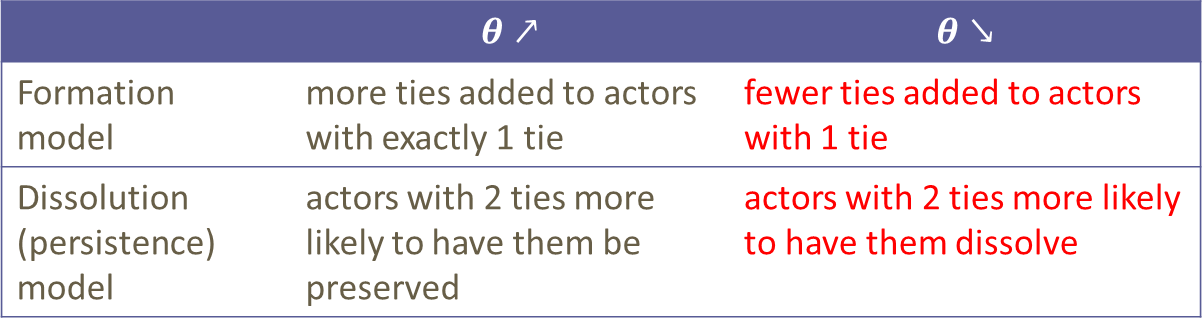 θ ↗ θ ↘
Formation model more ties added to actors with exactly 1 tie fewer ties added to actors with 1 tie
Dissolution (persistence) model actors with 2 ties more likely to have them be preserved actors with 2 ties more likely to have them dissolve